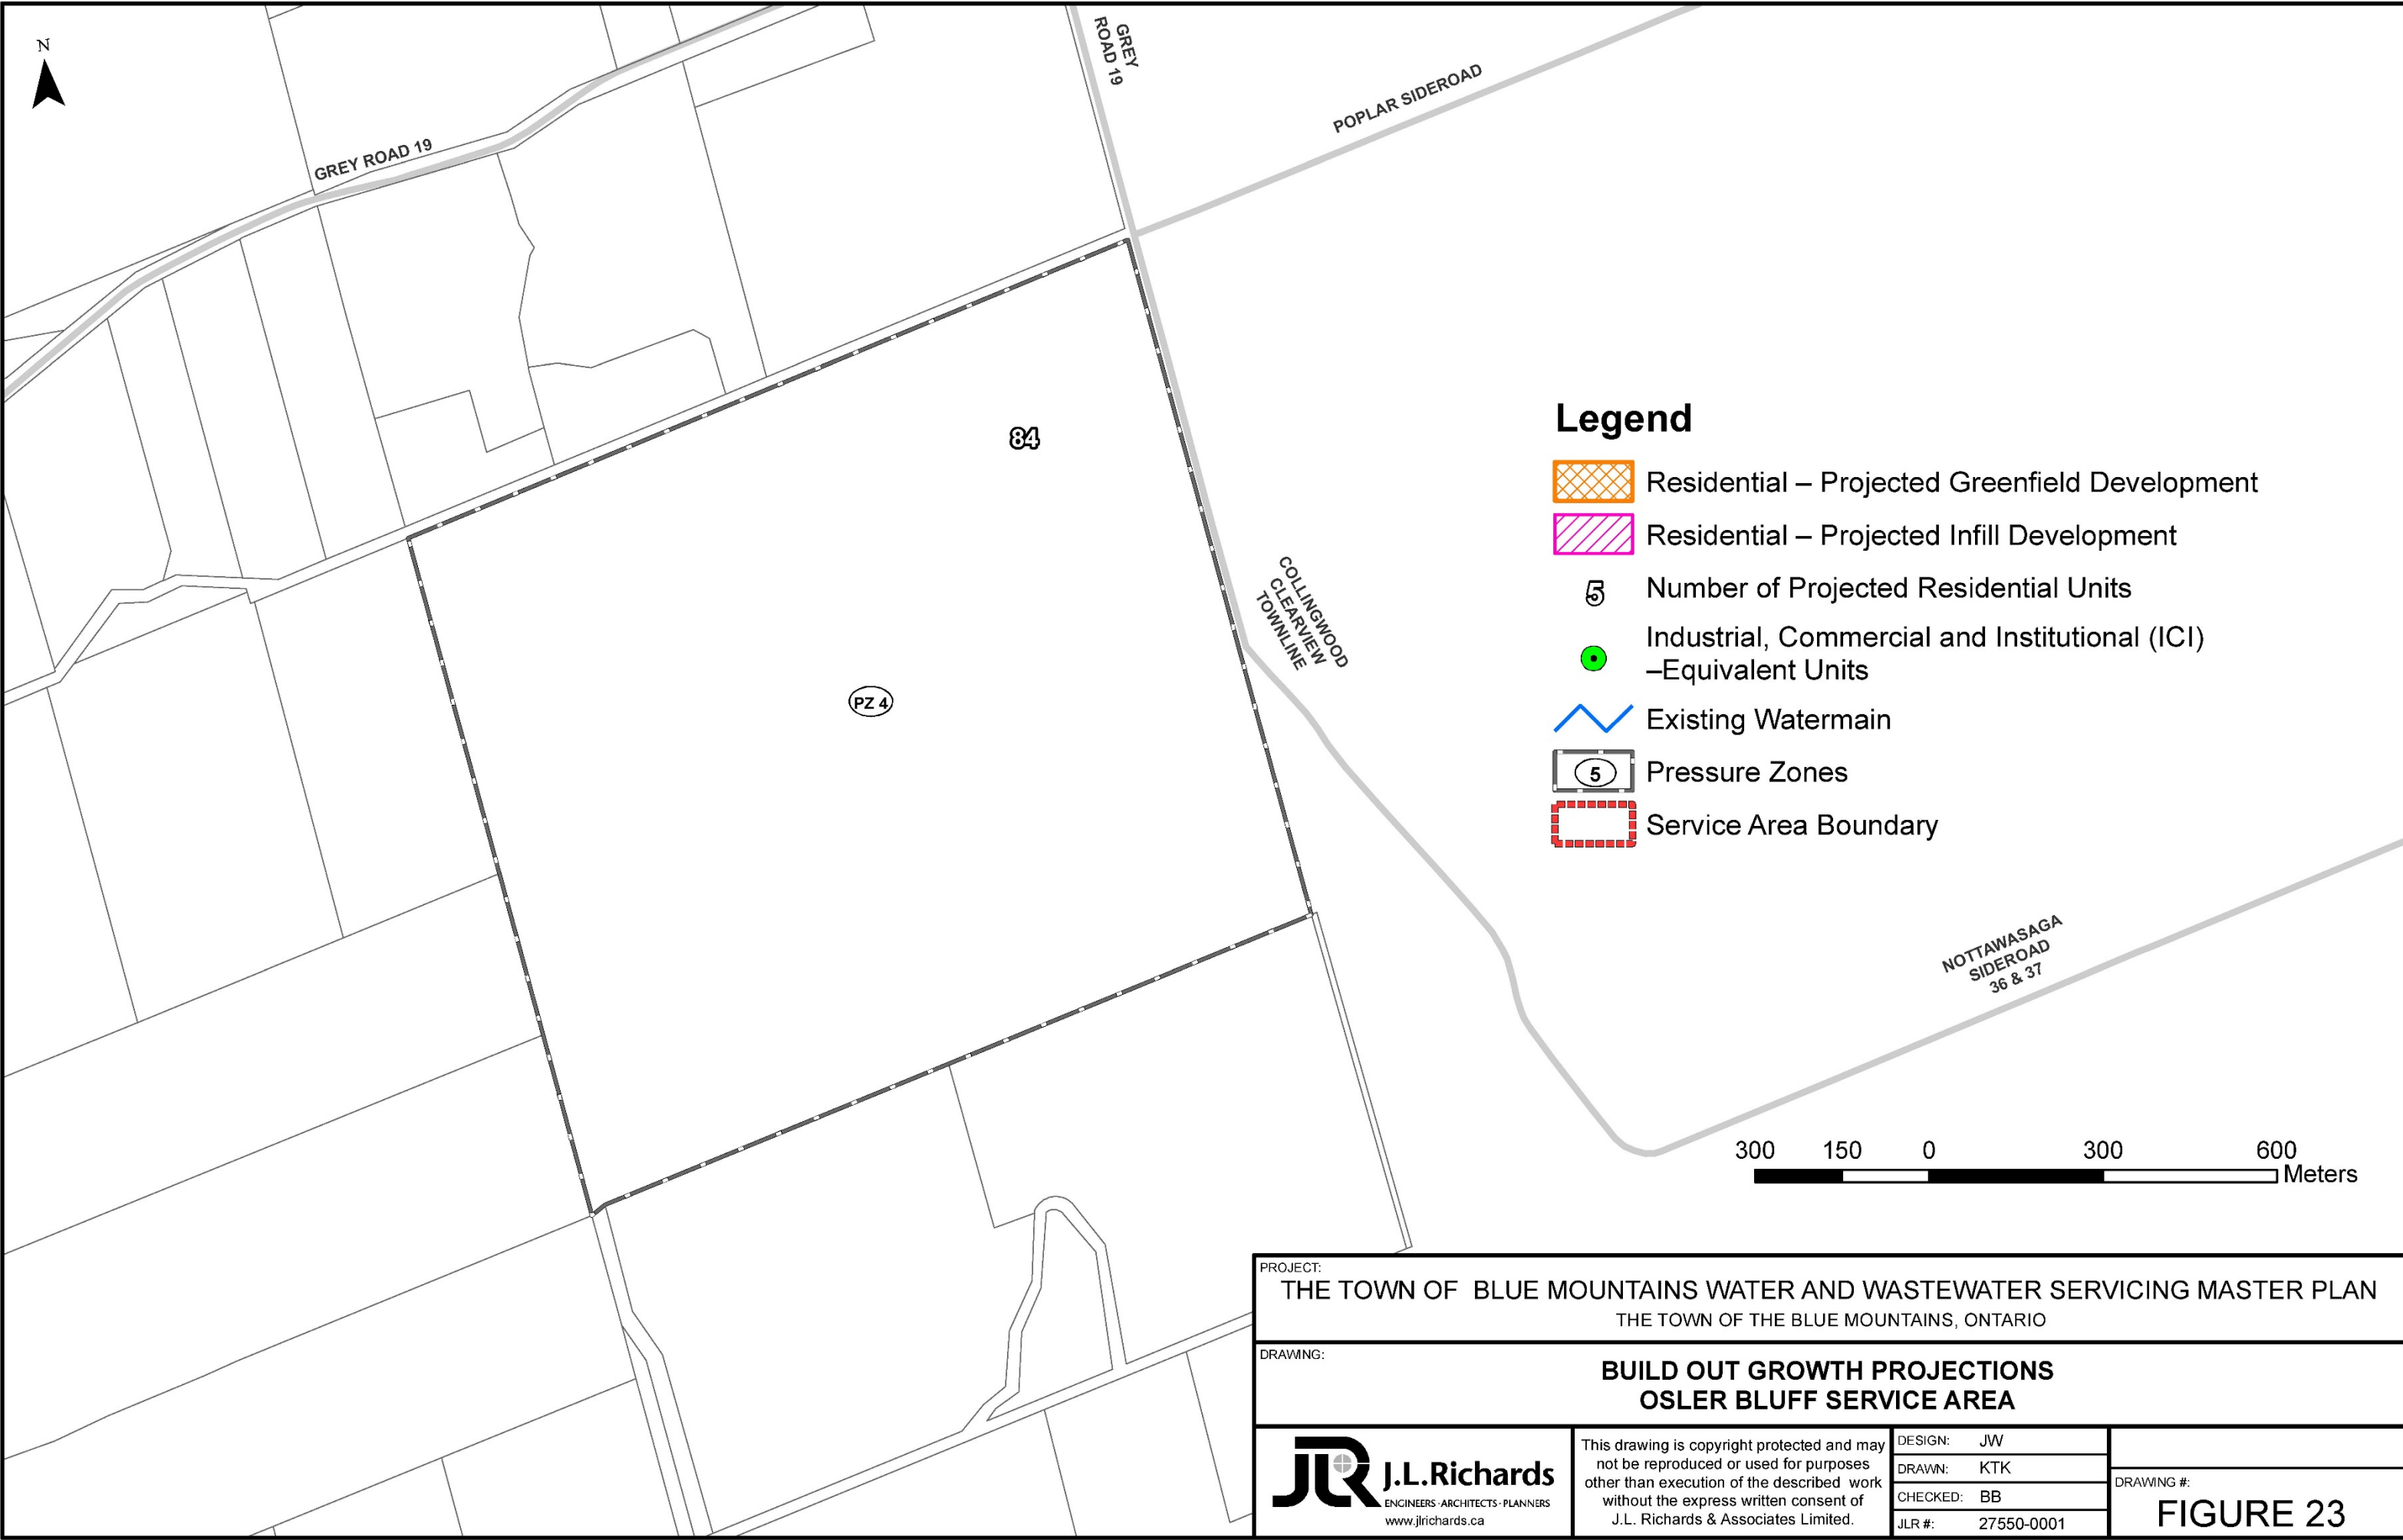 N
GREY ROAD 19
GREY
ROAD 19
POPLAR SIDEROAD
84
PZ 4
COLLINGWOOD
CLEARVIEW
TOWNLINE
NOTTAWASAGA
SIDEROAD
36 & 37
Legend
Residential – Projected Greenfield Development
Residential – Projected Infill Development
5 Number of Projected Residential Units
Industrial, Commercial and Institutional (ICI)
–Equivalent Units
Existing Watermain
5 Pressure Zones
Service Area Boundary
300 150 0 300 600
Meters
PROJECT:
THE TOWN OF BLUE MOUNTAINS WATER AND WASTEWATER SERVICING MASTER PLAN
THE TOWN OF THE BLUE MOUNTAINS, ONTARIO
DRAWING:
BUILD OUT GROWTH PROJECTIONS
OSLER BLUFF SERVICE AREA
JLR
J.L.Richards
ENGINEERS · ARCHITECTS · PLANNERS
www.jlrichards.ca
This drawing is copyright protected and may
not be reproduced or used for purposes
other than execution of the described work
without the express written consent of
J.L. Richards & Associates Limited.
DESIGN: JW
DRAWN: KTK
CHECKED: BB
JLR #: 27550-0001
DRAWING #:
FIGURE 23